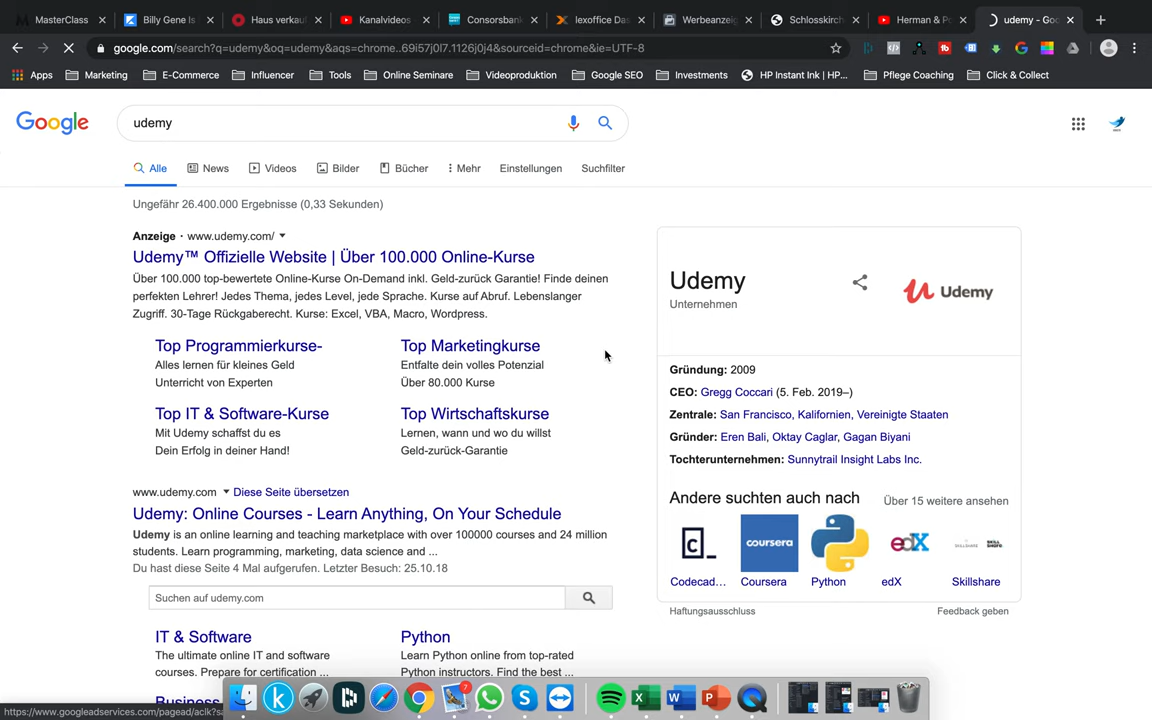 MasterClass
Billy Gene Is
Haus verkauf
Kanalvideos
Consorsbank
lexoffice Das
Werbeanzeig
Schlosskirch
Herman & Po
udemy - Goo
google.com/search?q=udemy&oq=udemy&aqs=chrome..69i57j0l7.1126j0j4&sourceid=chrome&ie=UTF-8
Apps
Marketing
E-Commerce
Influencer
Tools
Online Seminare
Videoproduktion
Google SEO
Investments
HP Instant Ink | HP...
Pflege Coaching
Click & Collect
Google
udemy
Alle
News
Videos
Bilder
Bücher
Mehr
Einstellungen
Suchfilter
Ungefähr 26.400.000 Ergebnisse (0,33 Sekunden)
Anzeige · www.udemy.com/
Udemy™ Offizielle Website | Über 100.000 Online-Kurse
Über 100.000 top-bewertete Online-Kurse On-Demand inkl. Geld-zurück Garantie! Finde deinen
perfekten Lehrer! Jedes Thema, jedes Level, jede Sprache. Kurse auf Abruf. Lebenslanger
Zugriff. 30-Tage Rückgaberecht. Kurse: Excel, VBA, Macro, Wordpress.
Top Programmierkurse-
Alles lernen für kleines Geld
Unterricht von Experten
Top Marketingkurse
Entfalte dein volles Potenzial
Über 80.000 Kurse
Top IT & Software-Kurse
Mit Udemy schaffst du es
Dein Erfolg in deiner Hand!
Top Wirtschaftskurse
Lernen, wann und wo du willst
Geld-zurück-Garantie
www.udemy.com Diese Seite übersetzen
Udemy: Online Courses - Learn Anything, On Your Schedule
Udemy is an online learning and teaching marketplace with over 100000 courses and 24 million
students. Learn programming, marketing, data science and ...
Du hast diese Seite 4 Mal aufgerufen. Letzter Besuch: 25.10.18
Suchen auf udemy.com
IT & Software
The ultimate online IT and software
courses. Prepare for certification ...
Python
Learn Python online from top-rated
Python instructors. Find the best ...
Business
Udemy
Unternehmen
Udemy
Gründung: 2009
CEO: Gregg Coccari (5. Feb. 2019–)
Zentrale: San Francisco, Kalifornien, Vereinigte Staaten
Gründer: Eren Bali, Oktay Caglar, Gagan Biyani
Tochterunternehmen: Sunnytrail Insight Labs Inc.
Andere suchten auch nach
Über 15 weitere ansehen
coursera
edX
SKILLSHARE
Codecad...
Coursera
Python
edX
Skillshare
Haftungsausschluss
Feedback geben
7
https://www.googleadservices.com/pagead/aclk?sa